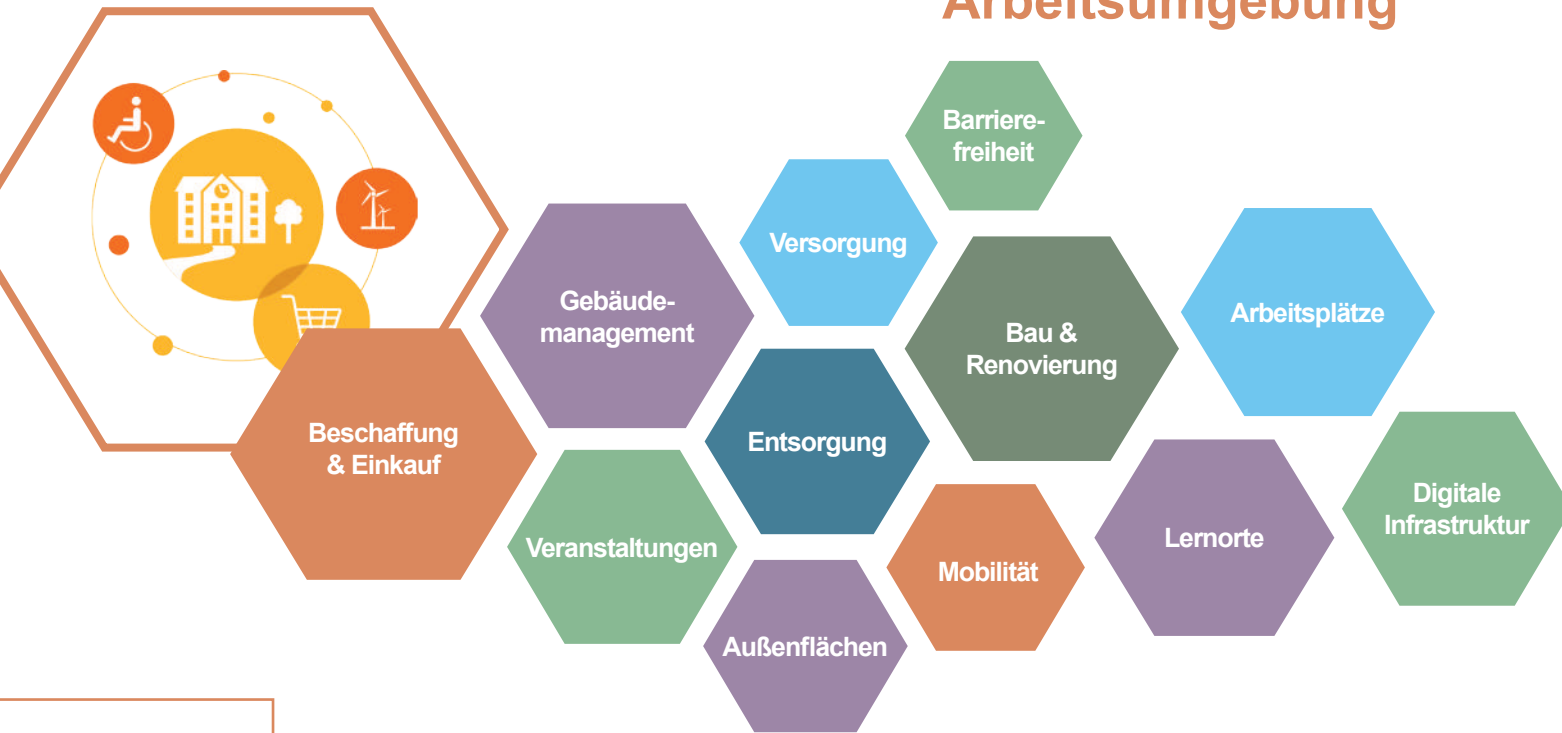 Arbeitsumgebung
Barriere-
freiheit
Versorgung
Gebäude-
management
Bau &
Renovierung
Arbeitsplätze
Beschaffung
& Einkauf
Entsorgung
Digitale
Infrastruktur
Veranstaltungen
Lernorte
Mobilität
Außenflächen